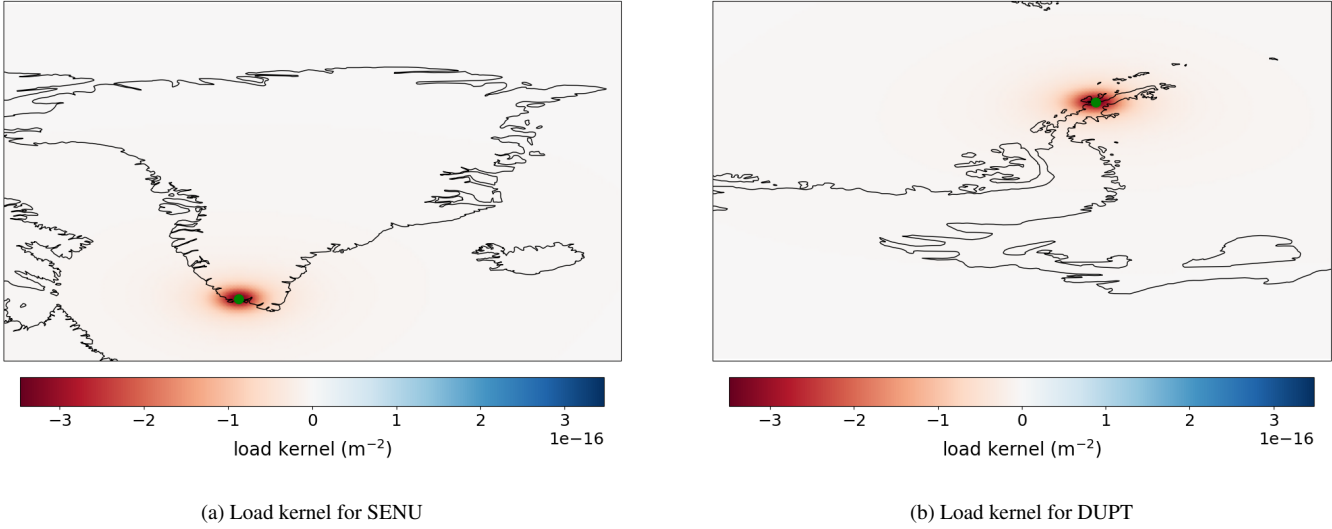 −3 −2 −1 0 1 2 3
1e−16
load kernel (m⁻²)
(a) Load kernel for SENU
−3 −2 −1 0 1 2 3
1e−16
load kernel (m⁻²)
(b) Load kernel for DUPT